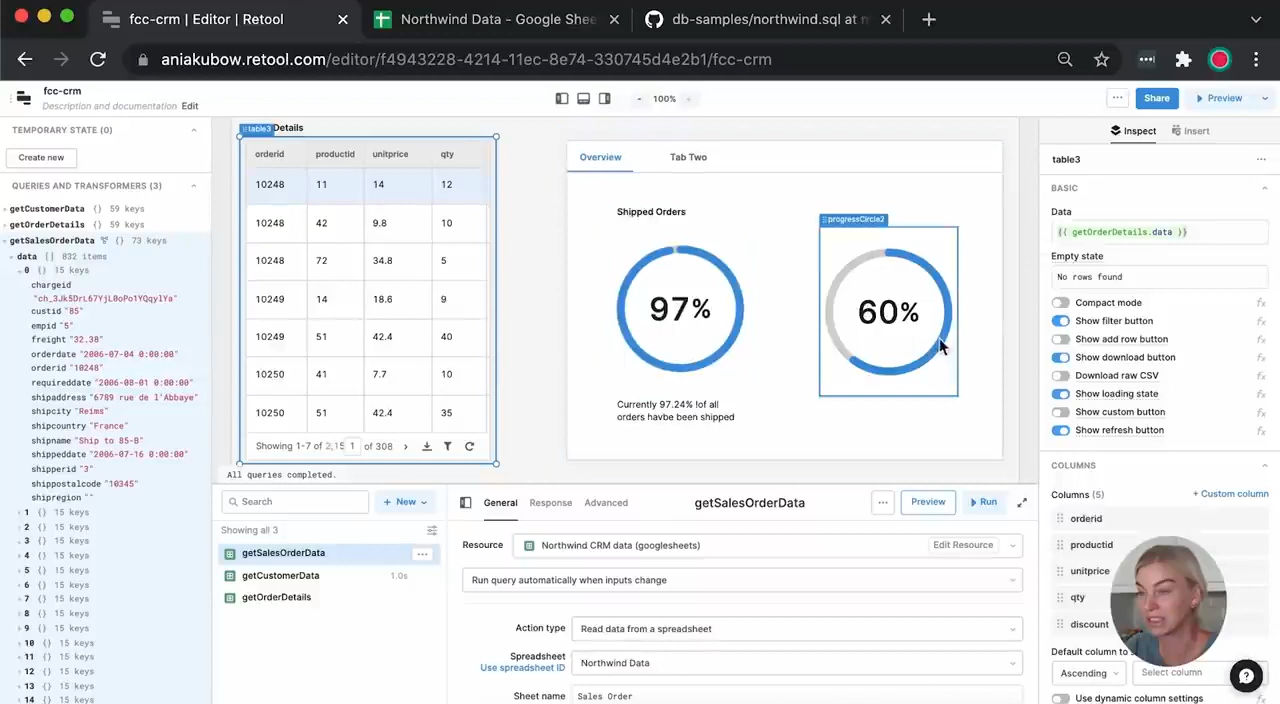 fcc-crm | Editor | Retool
Northwind Data - Google Shee
db-samples/northwind.sql at m
aniakubow.retool.com/editor/f4943228-4214-11ec-8e74-330745d4e2b1/fcc-crm
fcc-crm
Description and documentation Edit
100%
Share
Preview
TEMPORARY STATE (0)
Create new
QUERIES AND TRANSFORMERS (3)
getCustomerData {} 59 keys
getOrderDetails {} 59 keys
getSalesOrderData {} 73 keys
data [] 832 items
0 {} 15 keys
chargeid
"ch_3Jk5DrL67YjL0oPo1YQqylYa"
custid "85"
empid "5"
freight "32.38"
orderdate "2006-07-04 0:00:00"
orderid "10248"
requireddate "2006-08-01 0:00:00"
shipaddress "6789 rue de l'Abbaye"
shipcity "Reims"
shipcountry "France"
shipname "Ship to 85-B"
shippeddate "2006-07-16 0:00:00"
shipperid "3"
shippostalcode "10345"
shipregion ""
1 {} 15 keys
2 {} 15 keys
3 {} 15 keys
4 {} 15 keys
5 {} 15 keys
6 {} 15 keys
7 {} 15 keys
8 {} 15 keys
9 {} 15 keys
10 {} 15 keys
11 {} 15 keys
12 {} 15 keys
13 {} 15 keys
14 {} 15 keys
table3 Details
orderid productid unitprice qty
10248 11 14 12
10248 42 9.8 10
10248 72 34.8 5
10249 14 18.6 9
10249 51 42.4 40
10250 41 7.7 10
10250 51 42.4 35
Showing 1-7 of 2,15 1 of 308
All queries completed.
Overview
Tab Two
Shipped Orders
97%
Currently 97.24% !of all
orders havbe been shipped
progressCircle2
60%
Search
+ New
Showing all 3
getSalesOrderData
getCustomerData 1.0s
getOrderDetails
General Response Advanced
getSalesOrderData
Preview
Run
Resource Northwind CRM data (googlesheets) Edit Resource
Run query automatically when inputs change
Action type Read data from a spreadsheet
Spreadsheet
Use spreadsheet ID
Northwind Data
Sheet name Sales Order
Inspect
Insert
table3
BASIC
Data
{{ getOrderDetails.data }}
Empty state
No rows found
Compact mode
Show filter button
Show add row button
Show download button
Download raw CSV
Show loading state
Show custom button
Show refresh button
COLUMNS
Columns (5) + Custom column
orderid
productid
unitprice
qty
discount
Default column to s
Ascending
Select column
Use dynamic column settings